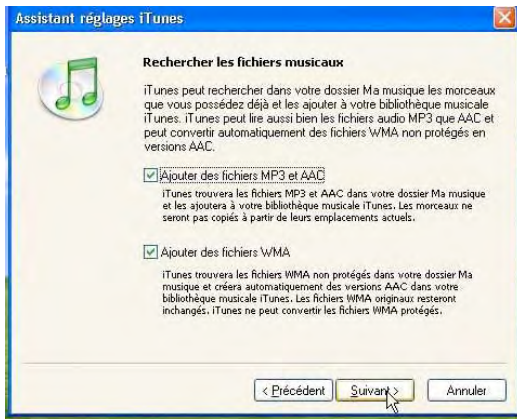 Assistant réglages iTunes
Rechercher les fichiers musicaux
iTunes peut rechercher dans votre dossier Ma musique les morceaux
que vous possédez déjà et les ajouter à votre bibliothèque musicale
iTunes. iTunes peut lire aussi bien les fichiers audio MP3 que AAC et
peut convertir automatiquement des fichiers WMA non protégés en
versions AAC.
Ajouter des fichiers MP3 et AAC
iTunes trouvera les fichiers MP3 et AAC dans votre dossier Ma musique
et les ajoutera à votre bibliothèque musicale iTunes. Les morceaux ne
seront pas copiés à partir de leurs emplacements actuels.
Ajouter des fichiers WMA
iTunes trouvera les fichiers WMA non protégés dans votre dossier Ma
musique et créera automatiquement des versions AAC dans votre
bibliothèque musicale iTunes. Les fichiers WMA originaux resteront
inchangés. iTunes ne peut convertir les fichiers WMA protégés.
< Précédent Suivant > Annuler